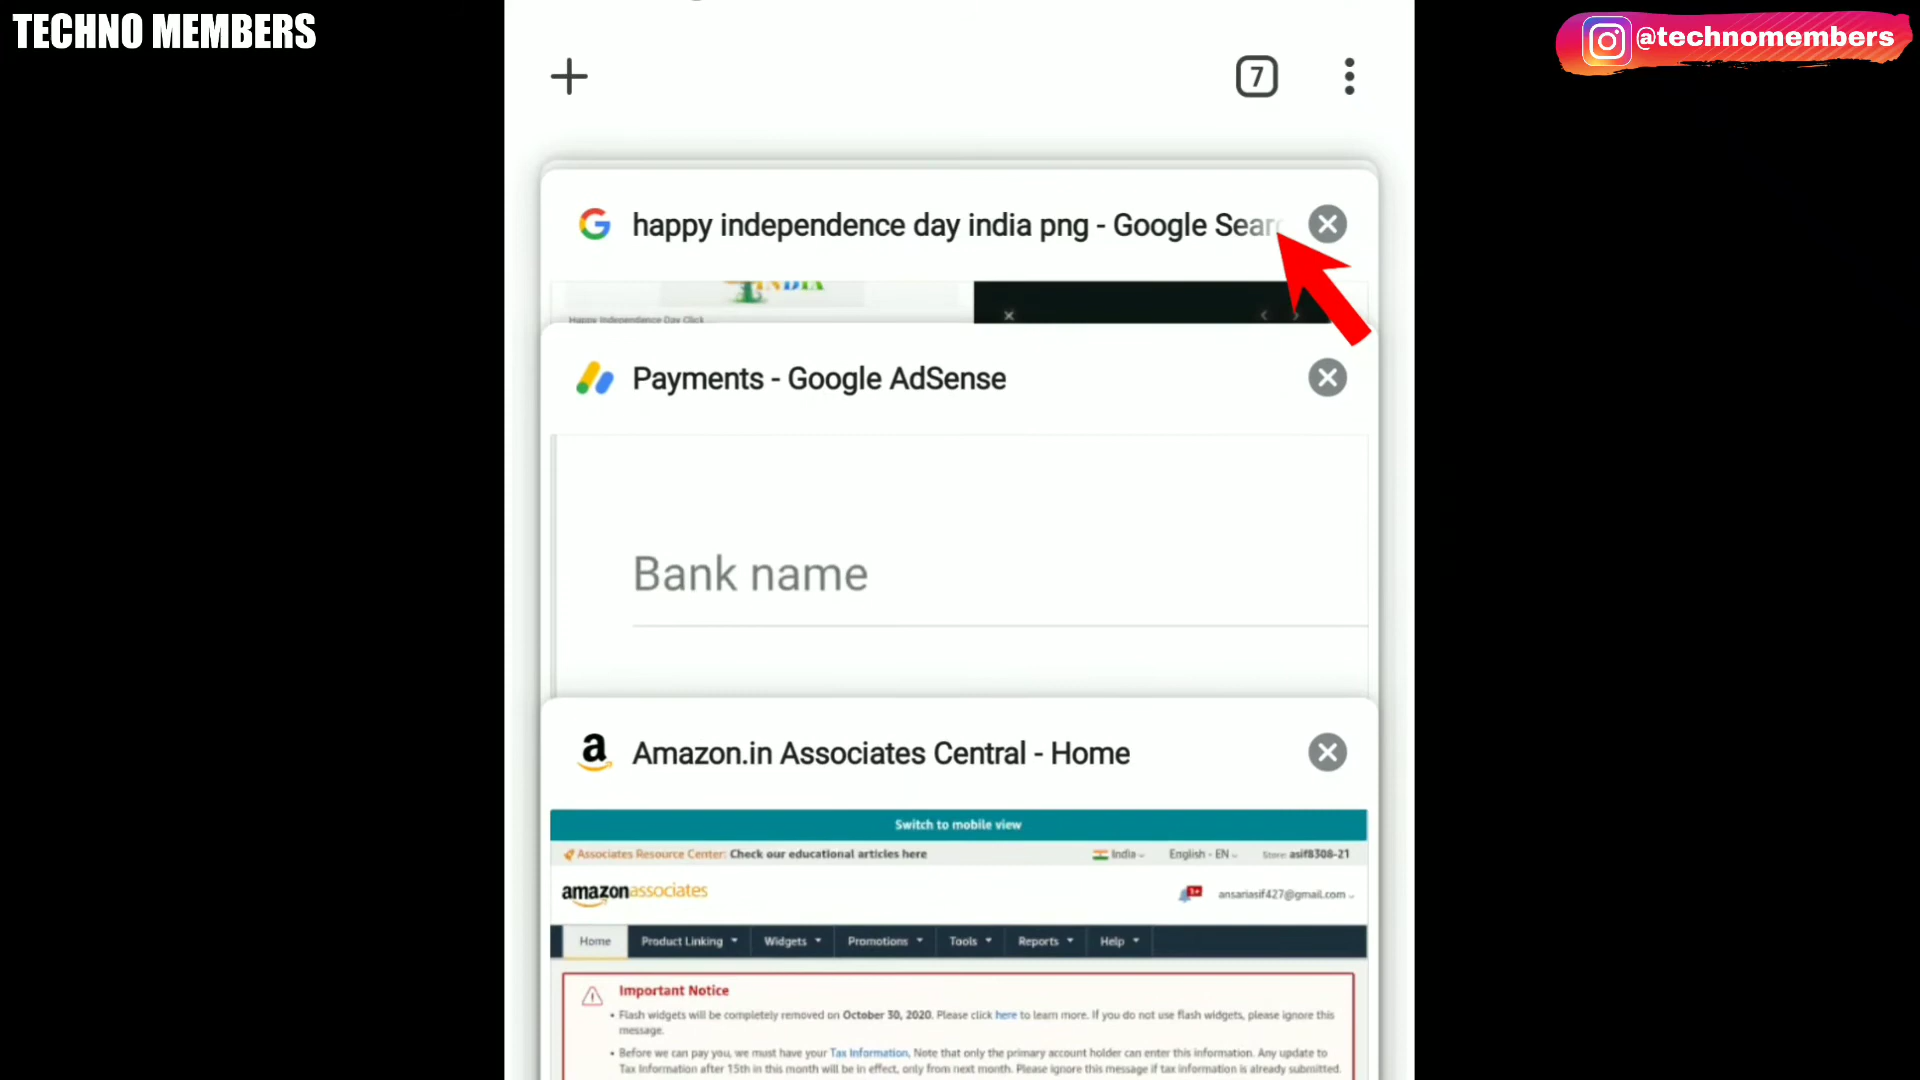 TECHNO MEMBERS
@technomembers
7
happy independence day india png - Google Sear
INDIA
Happy Independence Day Click
Payments - Google AdSense
Bank name
Amazon.in Associates Central - Home
Switch to mobile view
Associates Resource Center: Check our educational articles here
India
English - EN
Store: asif8308-21
amazonassociates
1+
ansariasif427@gmail.com
Home Product Linking Widgets Promotions Tools Reports Help
Important Notice
• Flash widgets will be completely removed on October 30, 2020. Please click here to learn more. If you do not use flash widgets, please ignore this
message.
• Before we can pay you, we must have your Tax Information. Note that only the primary account holder can enter this information. Any update to
Tax Information after 15th in this month will be in effect, only from next month. Please ignore this message if tax information is already submitted.